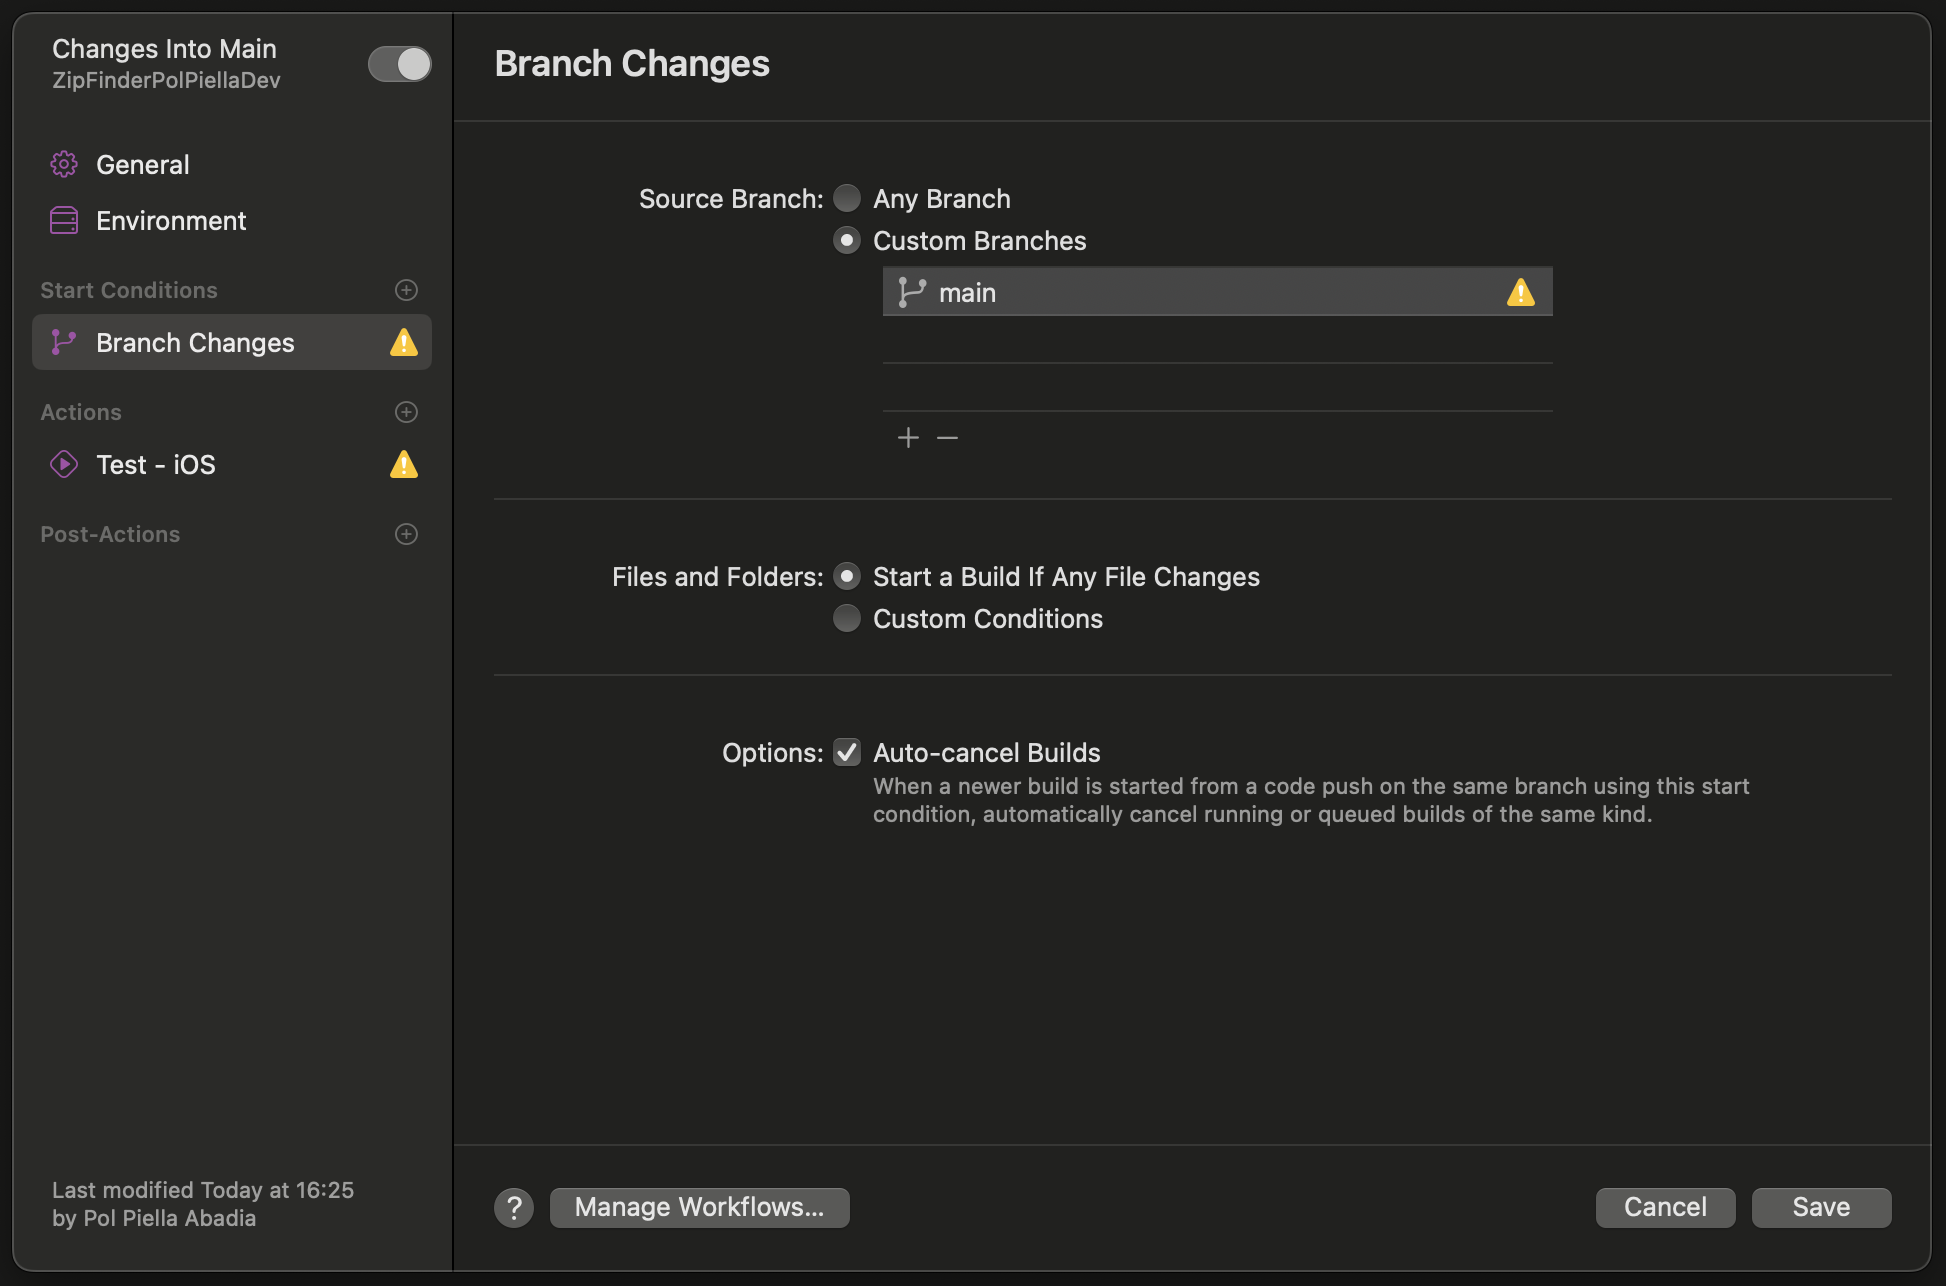 Changes Into Main
ZipFinderPolPiellaDev
General
Environment
Start Conditions
Branch Changes
Actions
Test - iOS
Post-Actions
Last modified Today at 16:25
by Pol Piella Abadia
Branch Changes
Source Branch: Any Branch
Custom Branches
main
Files and Folders: Start a Build If Any File Changes
Custom Conditions
Options: Auto-cancel Builds
When a newer build is started from a code push on the same branch using this start
condition, automatically cancel running or queued builds of the same kind.
? Manage Workflows...
Cancel Save